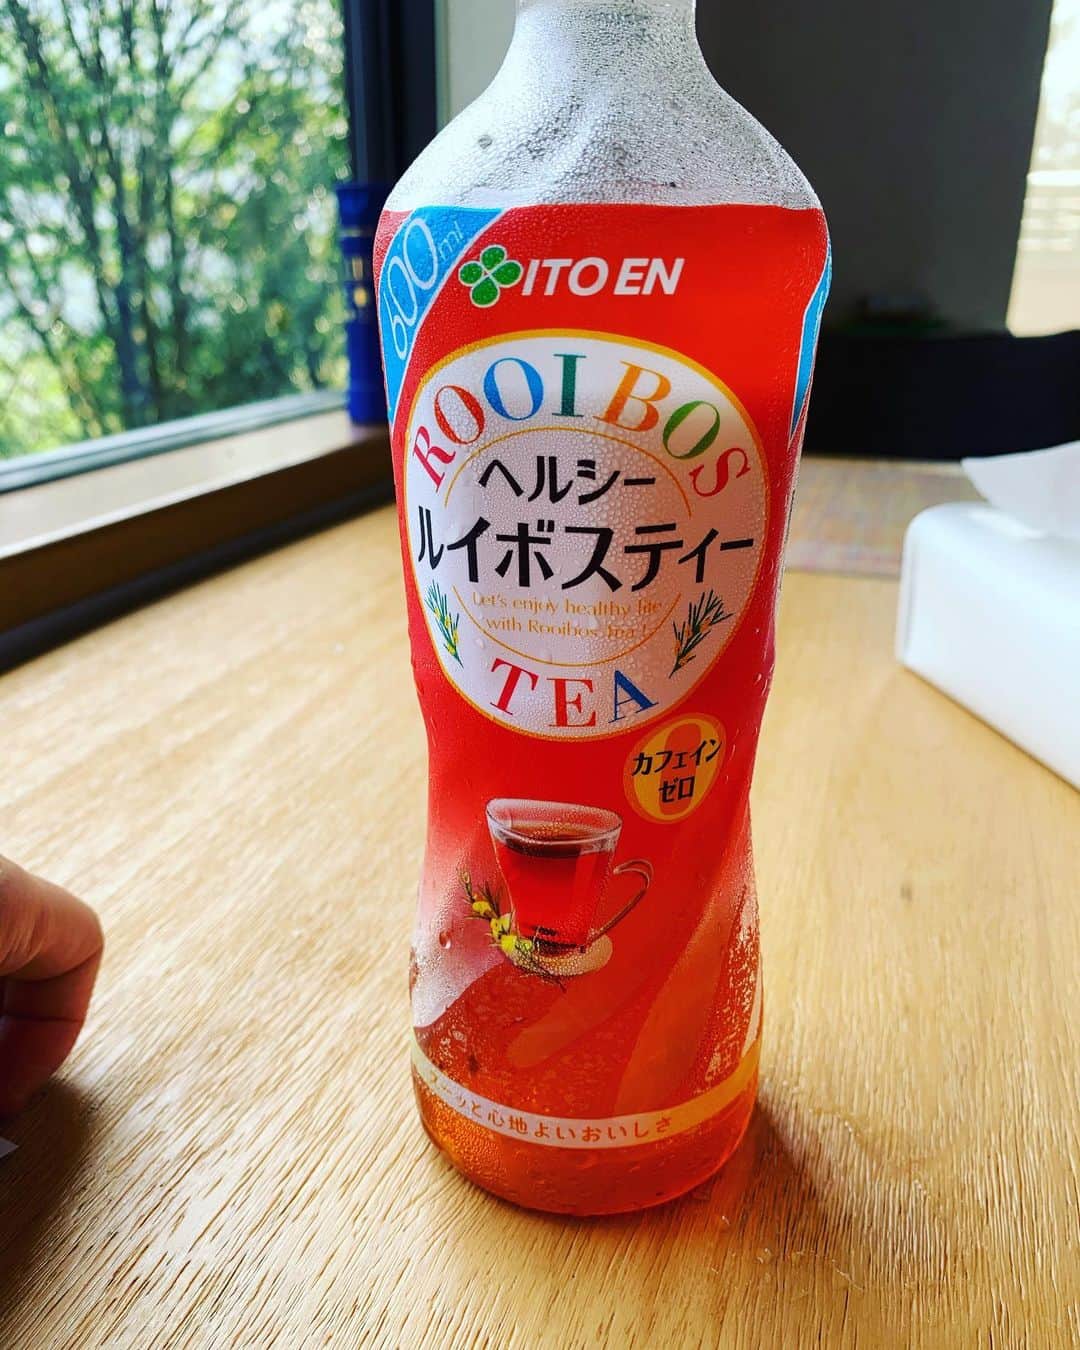 600ml
ITO EN
ROOIBOS
ヘルシー
ルイボスティー
Let's enjoy healthy life
with Rooibos Tea!
TEA
カフェイン
ゼロ
0
心地よいおいしさ